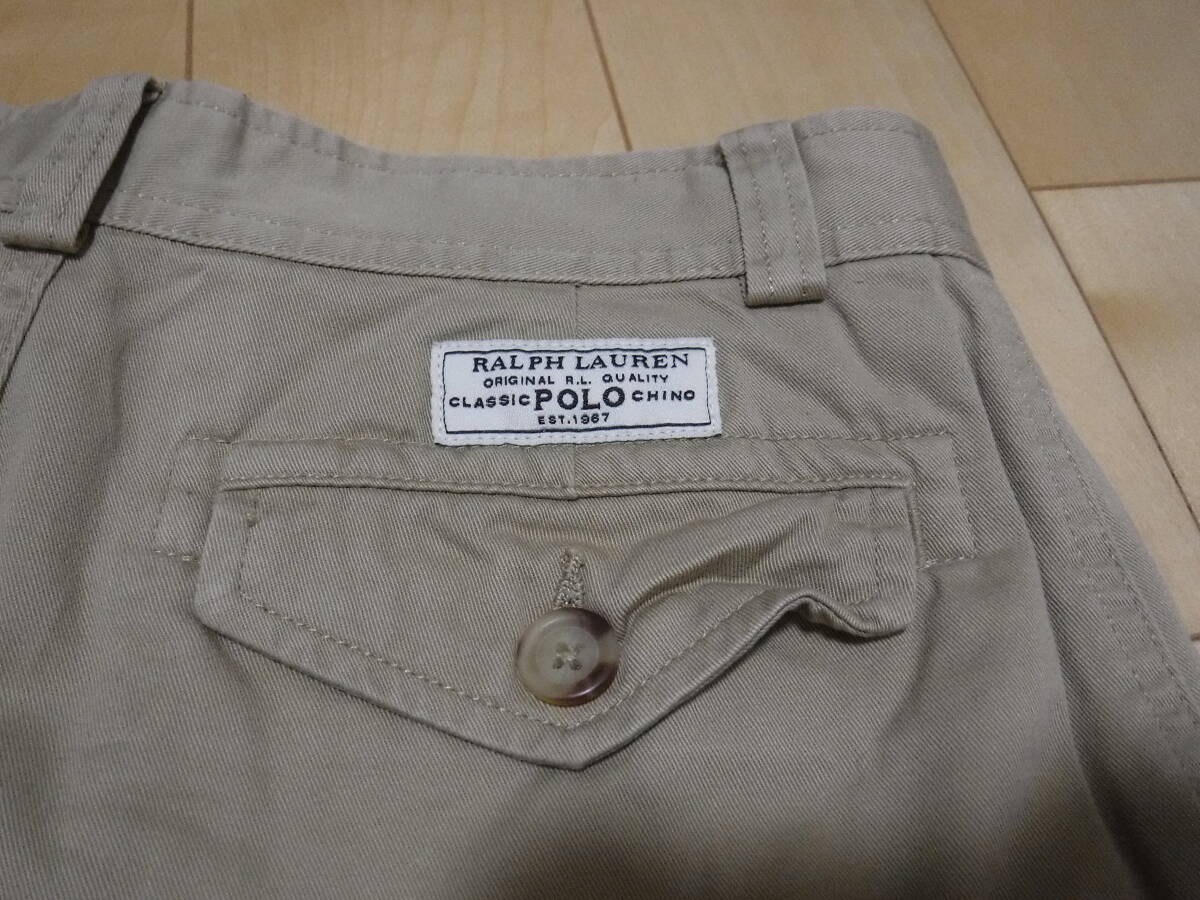 RALPH LAUREN
ORIGINAL R.L. QUALITY
CLASSIC POLO CHINO
EST. 1967